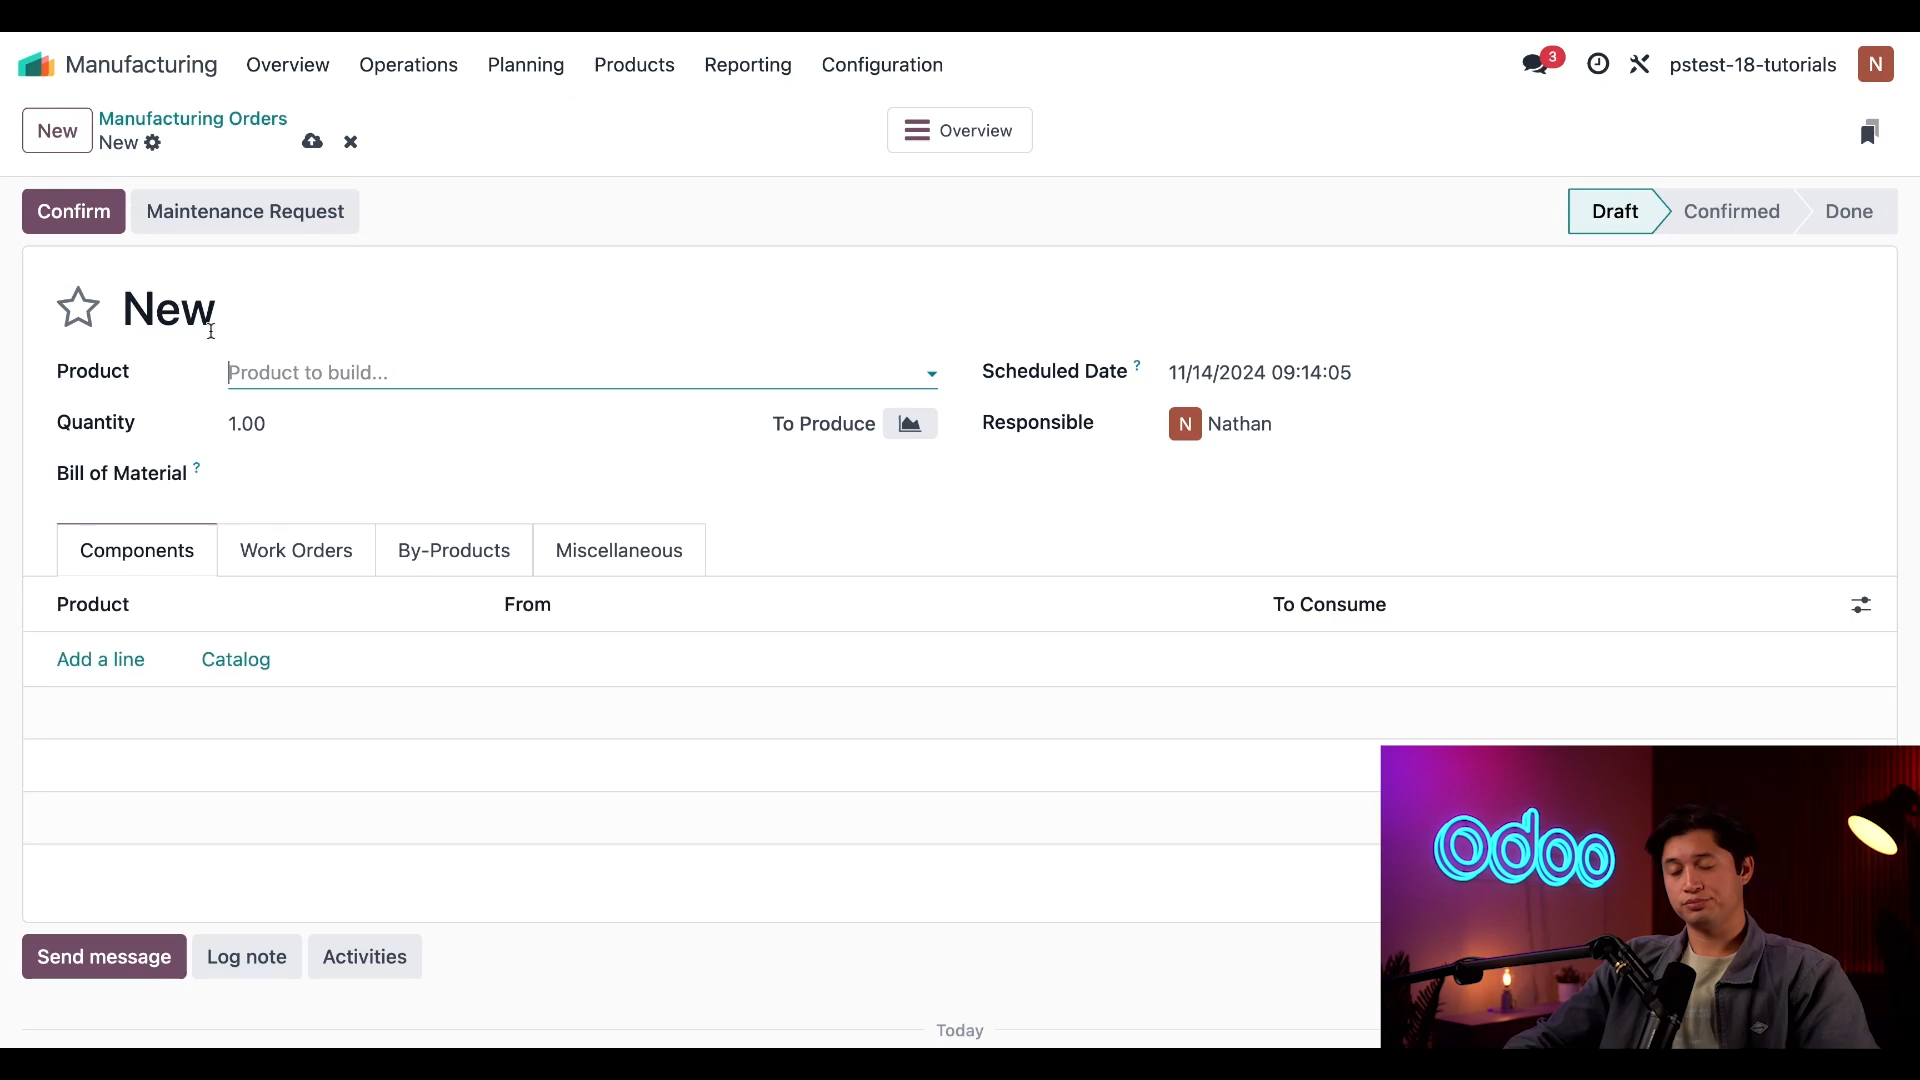 Manufacturing Overview Operations Planning Products Reporting Configuration 3 pstest-18-tutorials N
New Manufacturing Orders
New
Overview
Confirm Maintenance Request Draft Confirmed Done
New
Product Product to build... Scheduled Date ? 11/14/2024 09:14:05
Quantity 1.00 To Produce Responsible N Nathan
Bill of Material ?
Components Work Orders By-Products Miscellaneous
Product From To Consume
Add a line Catalog
odoo
Send message Log note Activities
Today